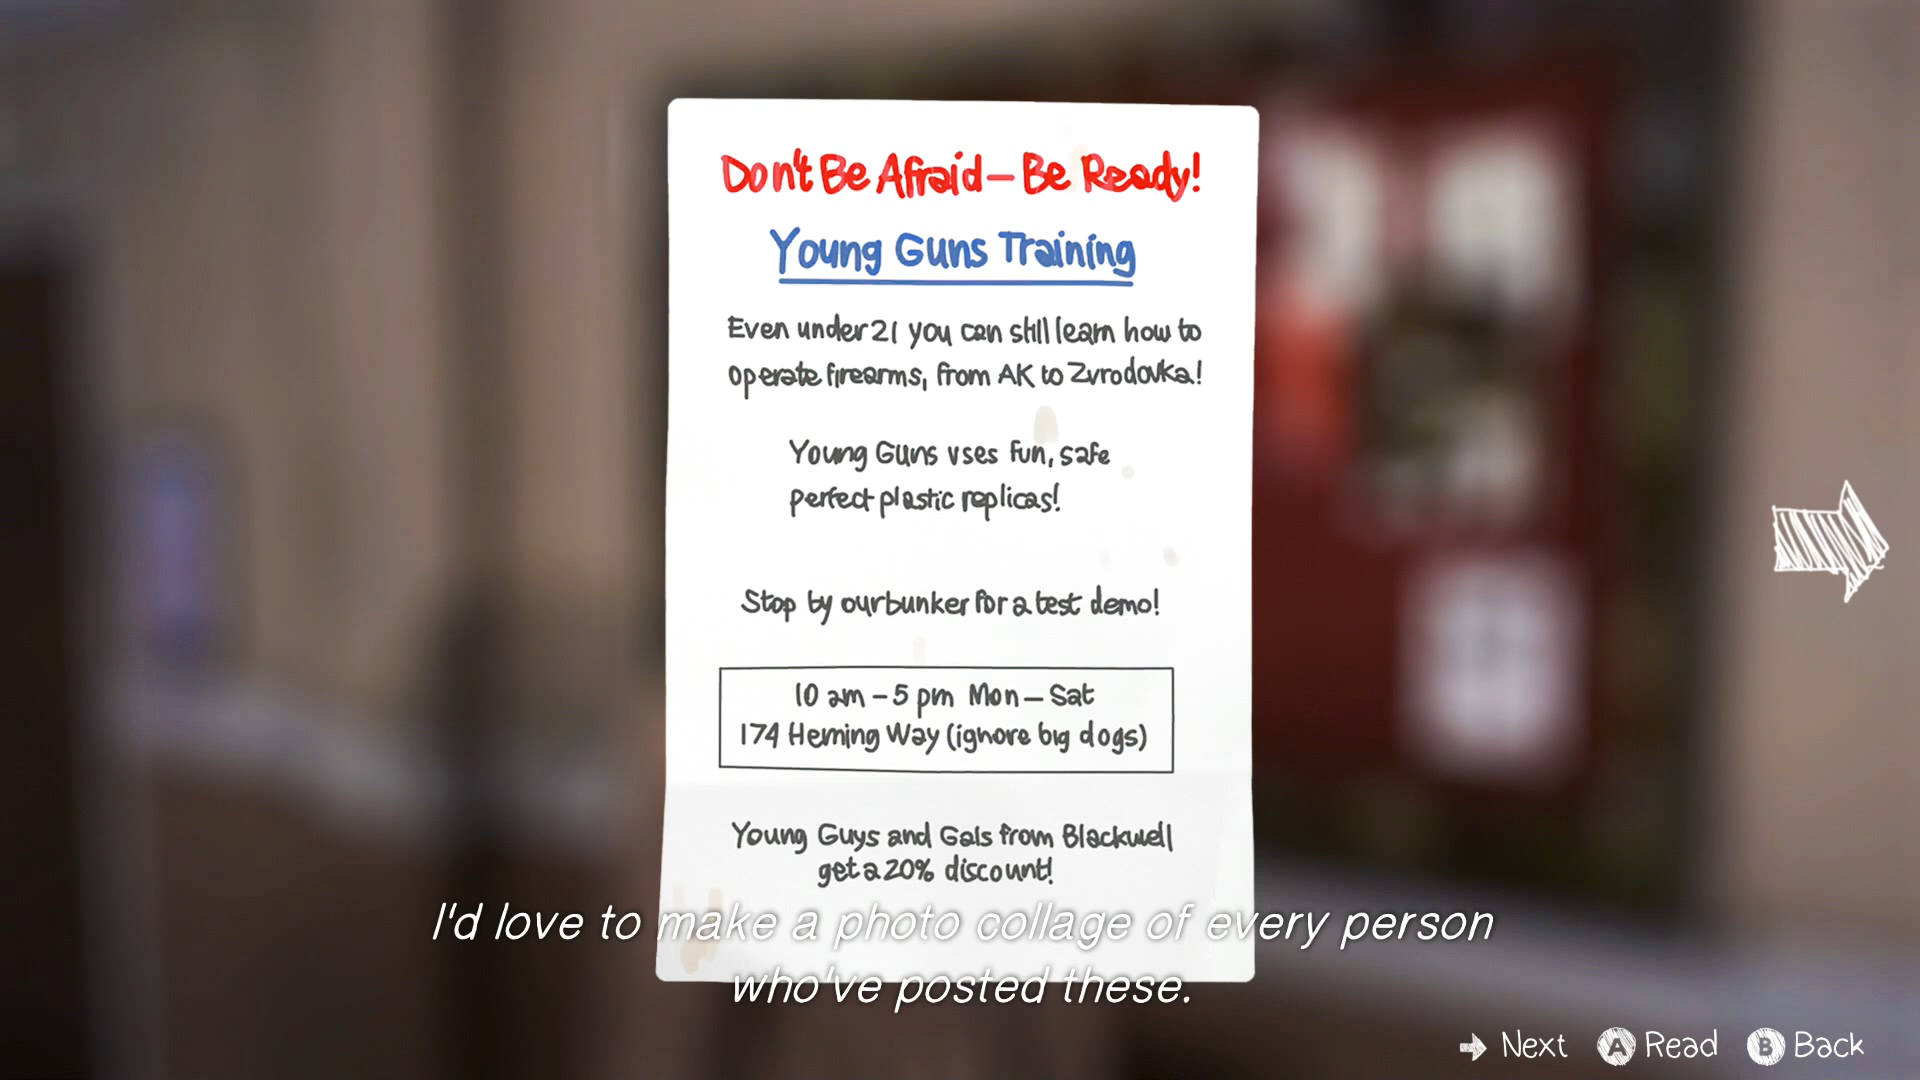 Don't Be Afraid – Be Ready!
Young Guns Training
Even under 21 you can still learn how to
operate firearms, from AK to Zvrodovka!
Young Guns vses fun, safe
perfect plastic replicas!
Stop by our bunker for a test demo!
10 am – 5 pm Mon – Sat
174 Heming Way (ignore big dogs)
Young Guys and Gals from Blackwell
get a 20% discount!
I'd love to make a photo collage of every person
who've posted these.
Next A Read B Back